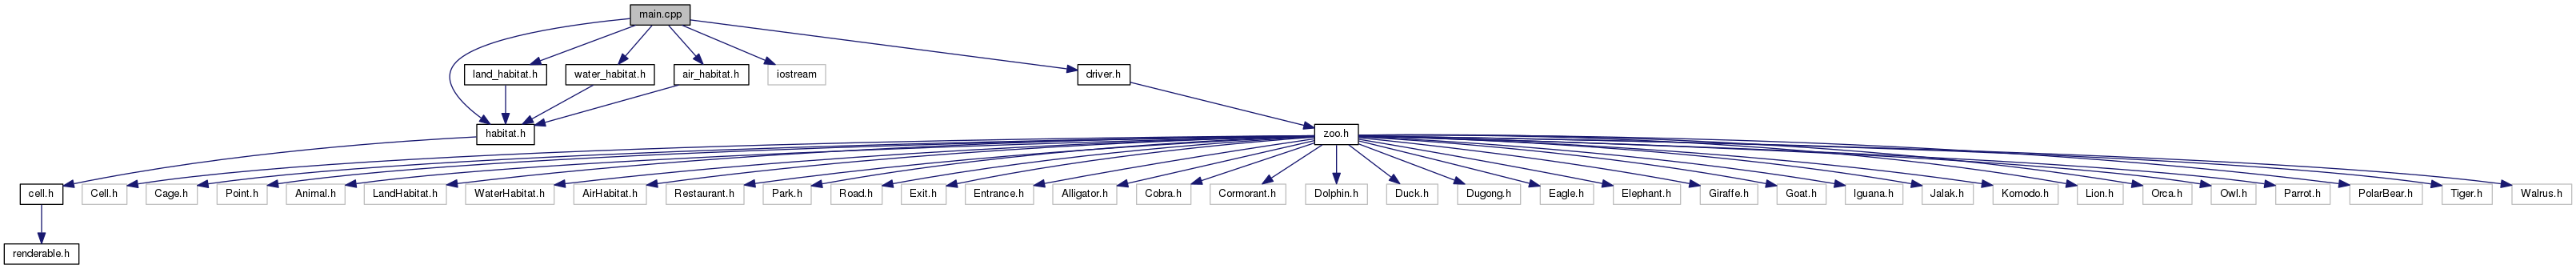 main.cpp
land_habitat.h
water_habitat.h
air_habitat.h
iostream
driver.h
habitat.h
zoo.h
cell.h
Cell.h
Cage.h
Point.h
Animal.h
LandHabitat.h
WaterHabitat.h
AirHabitat.h
Restaurant.h
Park.h
Road.h
Exit.h
Entrance.h
Alligator.h
Cobra.h
Cormorant.h
Dolphin.h
Duck.h
Dugong.h
Eagle.h
Elephant.h
Giraffe.h
Goat.h
Iguana.h
Jalak.h
Komodo.h
Lion.h
Orca.h
Owl.h
Parrot.h
PolarBear.h
Tiger.h
Walrus.h
renderable.h